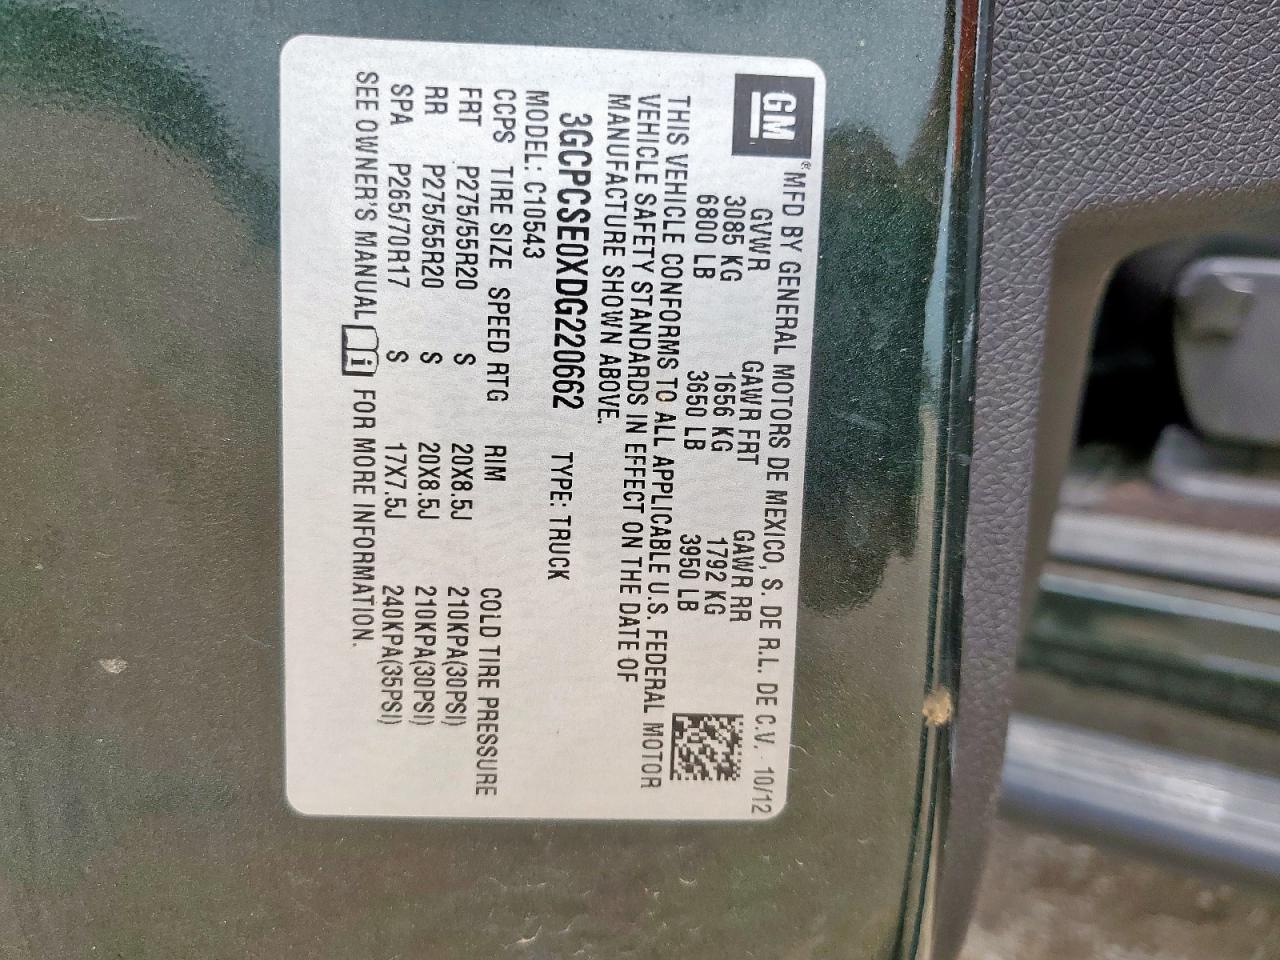 GM
® MFD BY GENERAL MOTORS DE MEXICO, S. DE R.L. DE C.V. 10/12
GVWR GAWR FRT GAWR RR
3085 KG 1656 KG 1792 KG
6800 LB 3650 LB 3950 LB
THIS VEHICLE CONFORMS TO ALL APPLICABLE U.S. FEDERAL MOTOR
VEHICLE SAFETY STANDARDS IN EFFECT ON THE DATE OF
MANUFACTURE SHOWN ABOVE.
3GCPCSE0XDG220662 TYPE: TRUCK
MODEL: C10543
CCPS TIRE SIZE SPEED RTG RIM COLD TIRE PRESSURE
FRT P275/55R20 S 20X8.5J 210KPA(30PSI)
RR P275/55R20 S 20X8.5J 210KPA(30PSI)
SPA P265/70R17 S 17X7.5J 240KPA(35PSI)
SEE OWNER'S MANUAL i FOR MORE INFORMATION.